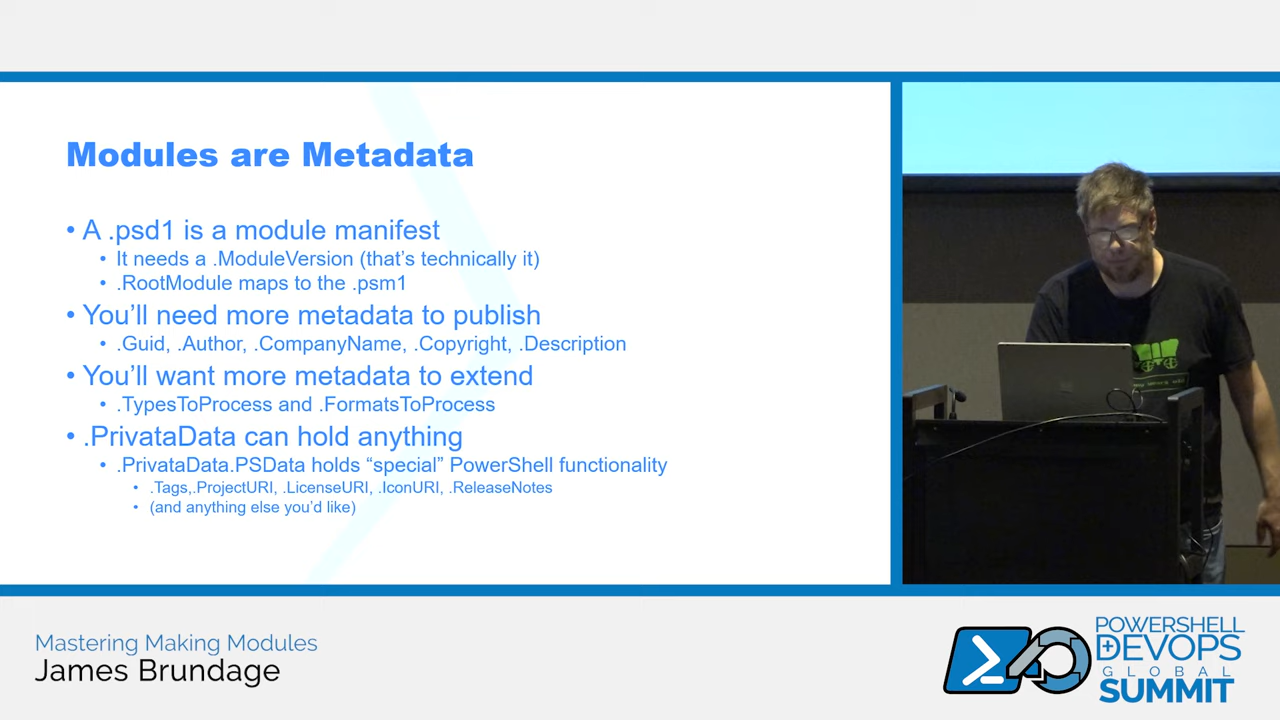 Modules are Metadata
• A .psd1 is a module manifest
• It needs a .ModuleVersion (that's technically it)
• .RootModule maps to the .psm1
• You'll need more metadata to publish
• .Guid, .Author, .CompanyName, .Copyright, .Description
• You'll want more metadata to extend
• .TypesToProcess and .FormatsToProcess
• .PrivataData can hold anything
• .PrivataData.PSData holds “special” PowerShell functionality
• .Tags,.ProjectURI, .LicenseURI, .IconURI, .ReleaseNotes
• (and anything else you'd like)
Mastering Making Modules
James Brundage
POWERSHELL
DEVOPS
GLOBAL
SUMMIT